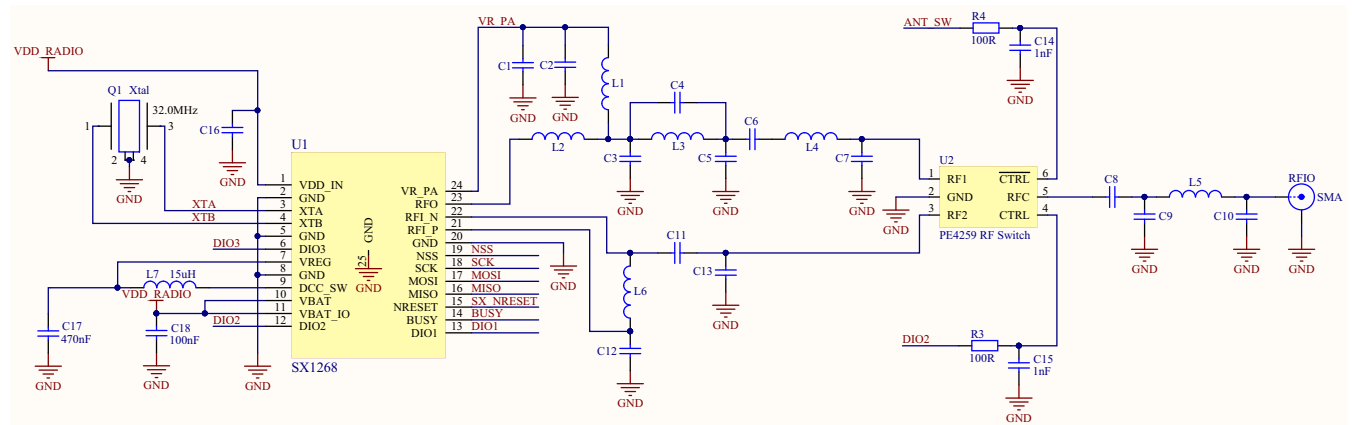 VR_PA
ANT_SW
R4
100R
C14
1nF
GND
VDD_RADIO
C1
C2
L1
GND
GND
Q1 Xtal
32.0MHz
1
3
2
4
GND
C16
GND
C4
L2
C3
L3
C5
C6
L4
C7
GND
GND
GND
U1
1
VDD_IN
2
GND
3
XTA
XTA
4
XTB
XTB
5
GND
6
DIO3
DIO3
7
VREG
8
GND
9
DCC_SW
10
VBAT
11
VBAT_IO
12
DIO2
DIO2
GND
25
GND
VR_PA
24
RFO
23
RFI_N
22
RFI_P
21
GND
20
NSS
19
NSS
SCK
18
SCK
MOSI
17
MOSI
MISO
16
MISO
NRESET
15
SX_NRESET
BUSY
14
BUSY
DIO1
13
DIO1
SX1268
L7 15uH
VDD_RADIO
C17
470nF
GND
C18
100nF
GND
GND
GND
C11
C13
GND
L6
C12
GND
U2
1
RF1
CTRL
6
2
GND
RFC
5
3
RF2
CTRL
4
PE4259 RF Switch
GND
C8
C9
GND
L5
C10
GND
RFIO
SMA
GND
DIO2
R3
100R
C15
1nF
GND